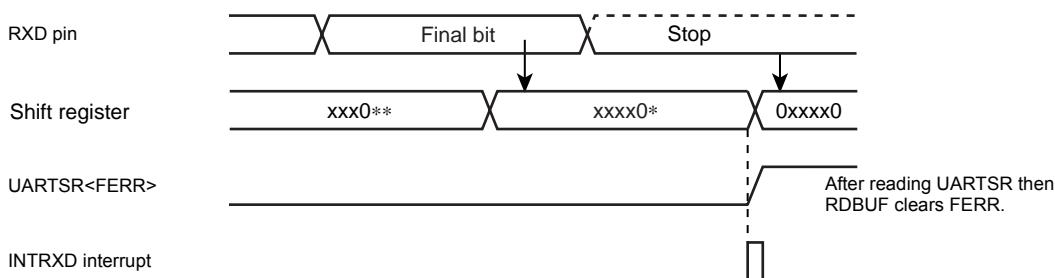 RXD pin
Final bit
Stop
Shift register
xxx0**
xxxx0*
0xxxx0
UARTSR<FERR>
After reading UARTSR then
RDBUF clears FERR.
INTRXD interrupt